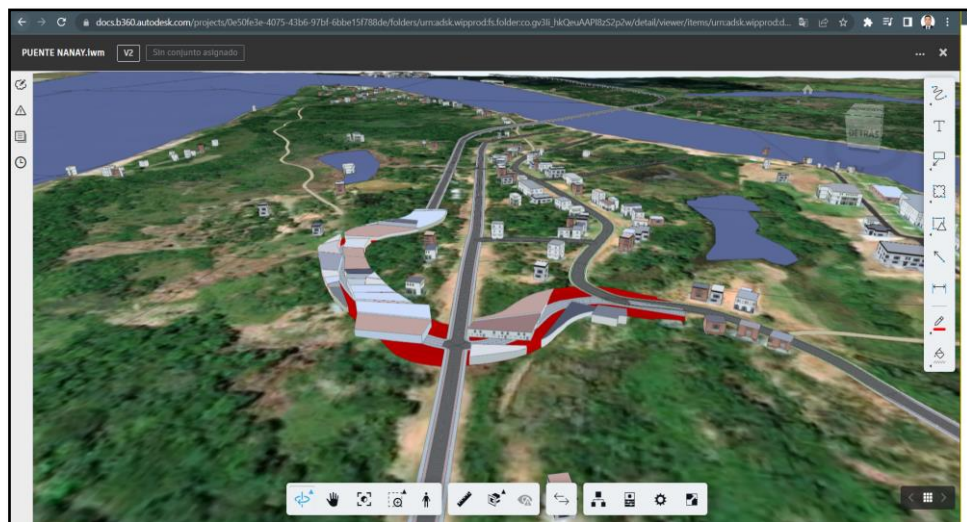 docs.b360.autodesk.com/projects/0e50fe3e-4075-43b6-97bf-6bbe15f788de/folders/urn:adsk.wipprod:fs.folder:co.gv3li_hkQeuAAPl8zS2p2w/detail/viewer/items/urn:adsk.wipprod:d...
PUENTE NANAY.iwm V2 Sin conjunto asignado
DETRÁS
T